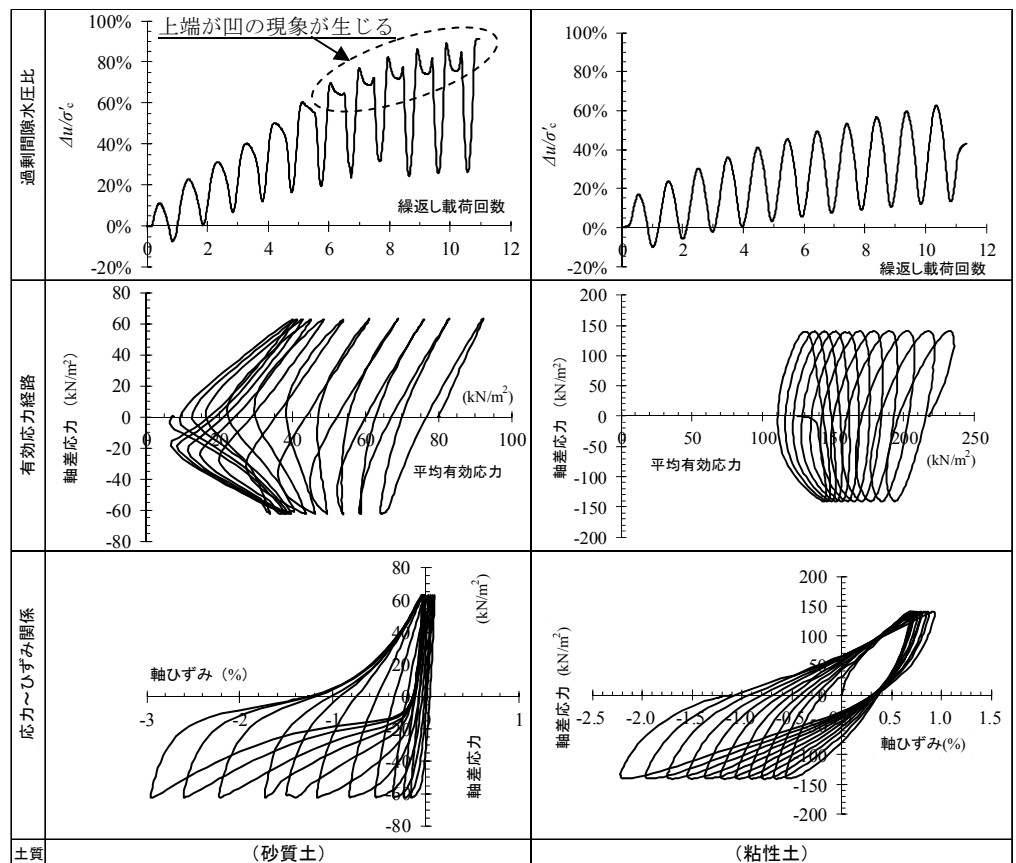 過剰間隙水圧比
上端が凹の現象が生じる
Δu/σ'c
100%
80%
60%
40%
20%
0%
-20%
0 2 4 6 8 10 12
繰返し載荷回数
Δu/σ'c
100%
80%
60%
40%
20%
0%
-20%
0 2 4 6 8 10 12
繰返し載荷回数
有効応力経路
軸差応力 (kN/m²)
80
60
40
20
0
-20
-40
-60
-80
0 20 40 60 80 100
(kN/m²)
平均有効応力
軸差応力 (kN/m²)
200
150
100
50
0
-50
-100
-150
-200
0 50 100 150 200 250
平均有効応力
(kN/m²)
応力~ひずみ関係
80
60
40
20
0
-20
-40
-60
-80
(kN/m²)
軸ひずみ (%)
-3 -2 -1 0 1
軸差応力
軸差応力 (kN/m²)
200
150
100
50
0
-50
-100
-150
-200
-2.5 -2.0 -1.5 -1.0 -0.5 0.0 0.5 1.0 1.5
軸ひずみ(%)
土質
(砂質土)
(粘性土)